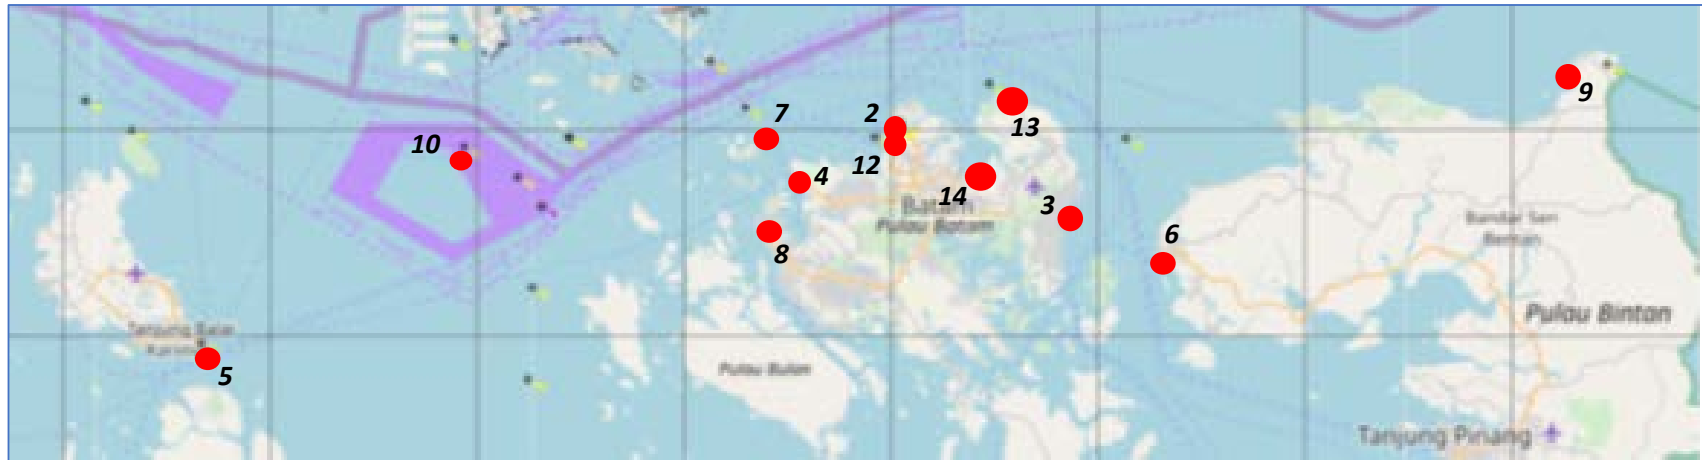 9
7
2
13
10
12
4
14
3
Batam
Pulau Batam
Bandar Seri
Bentan
6
8
Pulau Bintan
Tanjung Balai
Karimun
5
Pulau Bulan
Tanjung Pinang